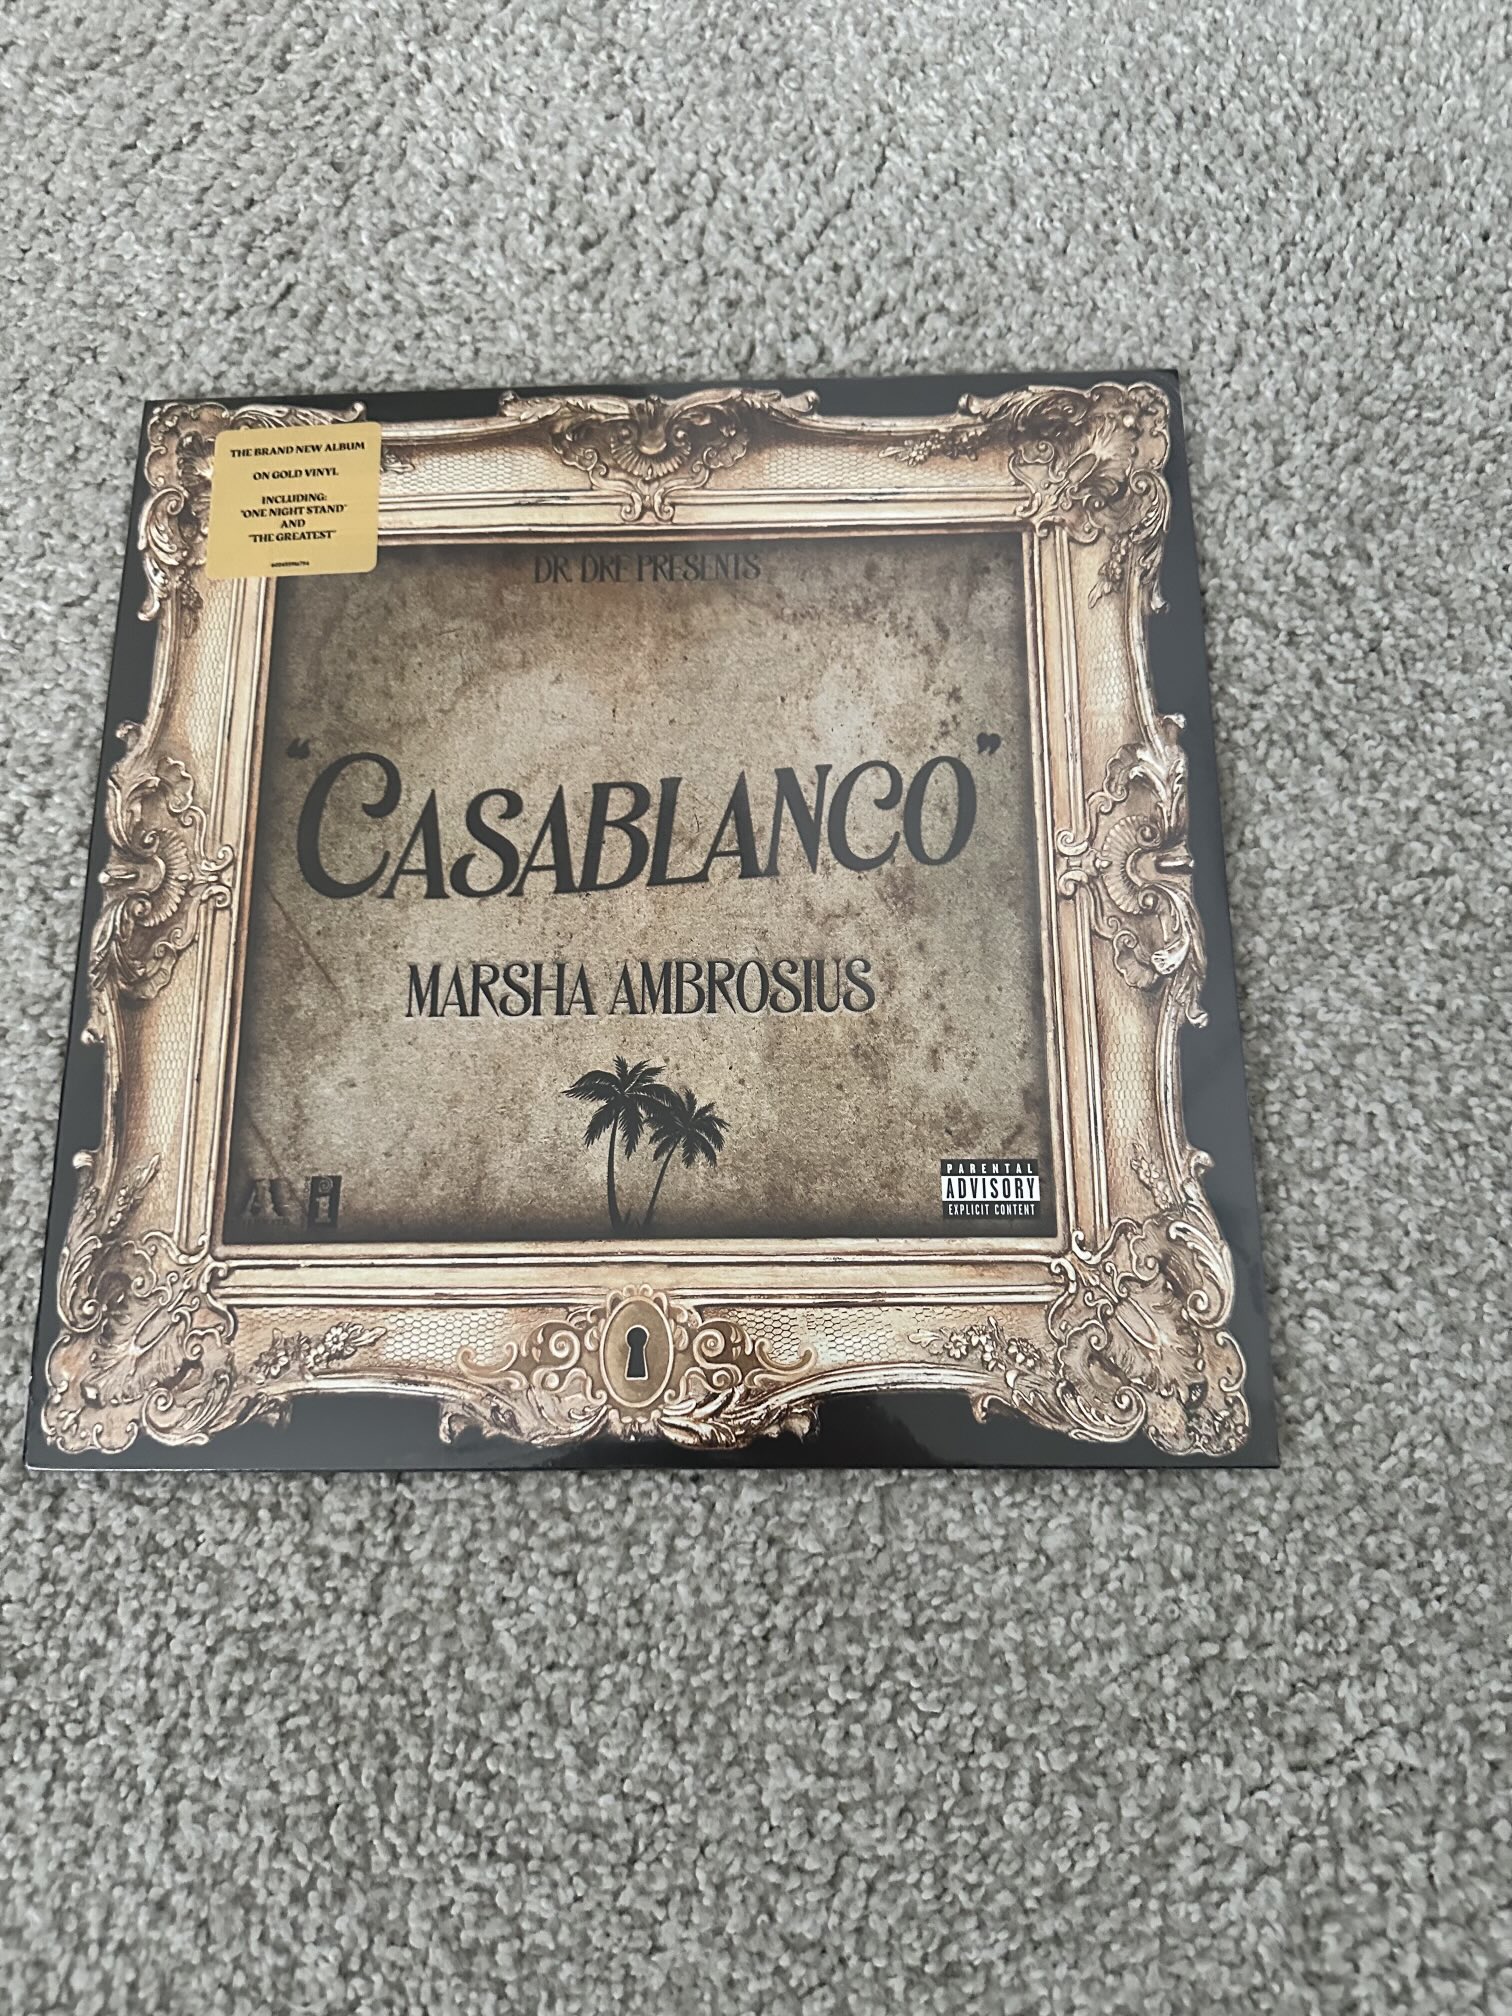 THE BRAND NEW ALBUM
ON GOLD VINYL
INCLUDING:
"ONE NIGHT STAND"
AND
"THE GREATEST"
DR. DRE PRESENTS
"CASABLANCO"
MARSHA AMBROSIUS
PARENTAL
ADVISORY
EXPLICIT CONTENT